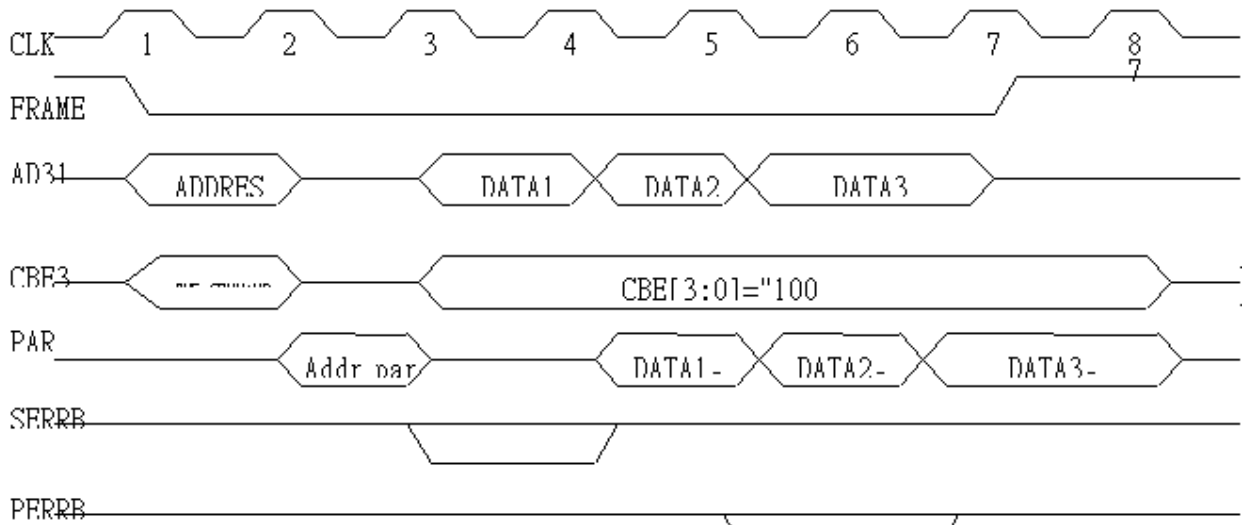 CLK 1 2 3 4 5 6 7 8
7
FRAME
AD31 ADDRES DATA1 DATA2 DATA3
CBE3 CBE[3:0]="100
PAR Addr par DATA1- DATA2- DATA3-
SERRB
PERRB